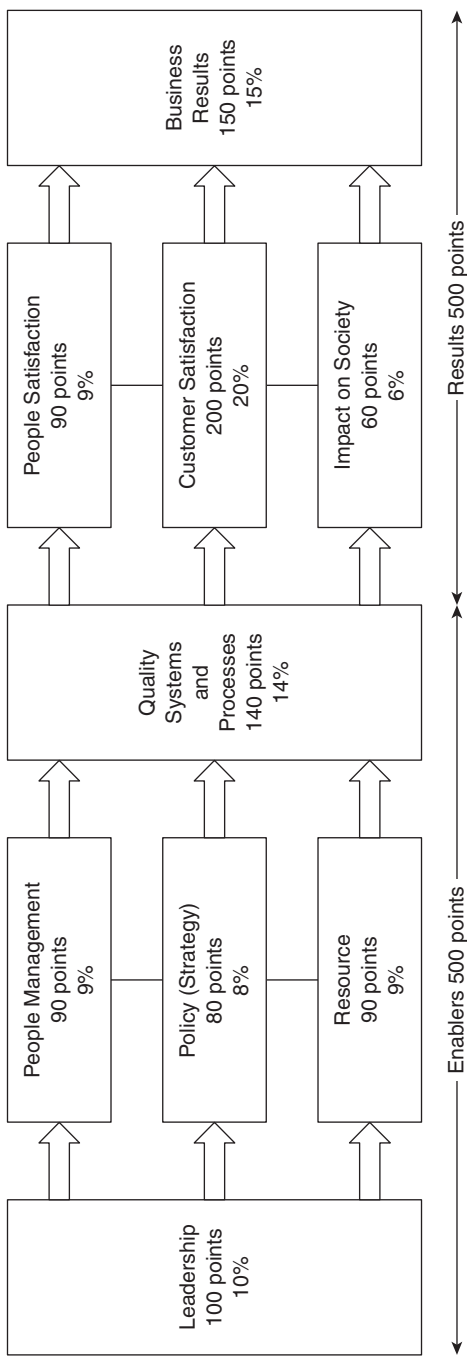 Leadership
100 points
10%
People Management
90 points
9%
Policy (Strategy)
80 points
8%
Resource
90 points
9%
Quality
Systems
and
Processes
140 points
14%
People Satisfaction
90 points
9%
Customer Satisfaction
200 points
20%
Impact on Society
60 points
6%
Business
Results
150 points
15%
Enablers 500 points
Results 500 points